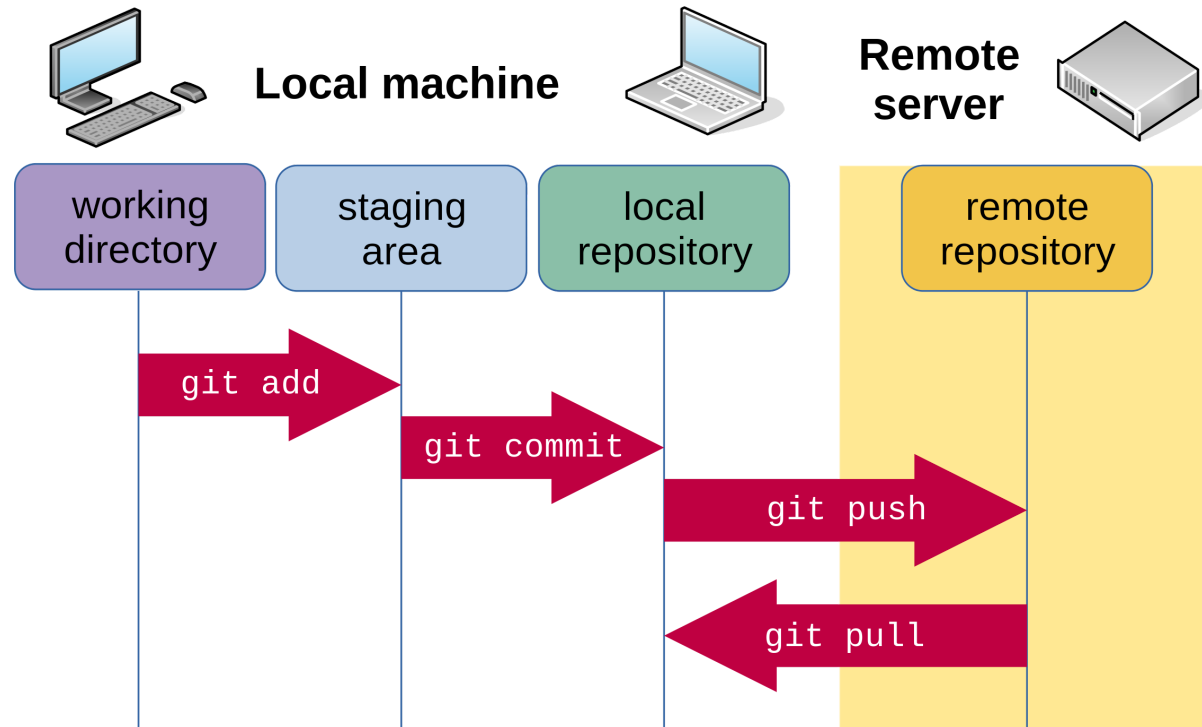 Local machine
Remote
server
working
directory
staging
area
local
repository
remote
repository
git add
git commit
git push
git pull